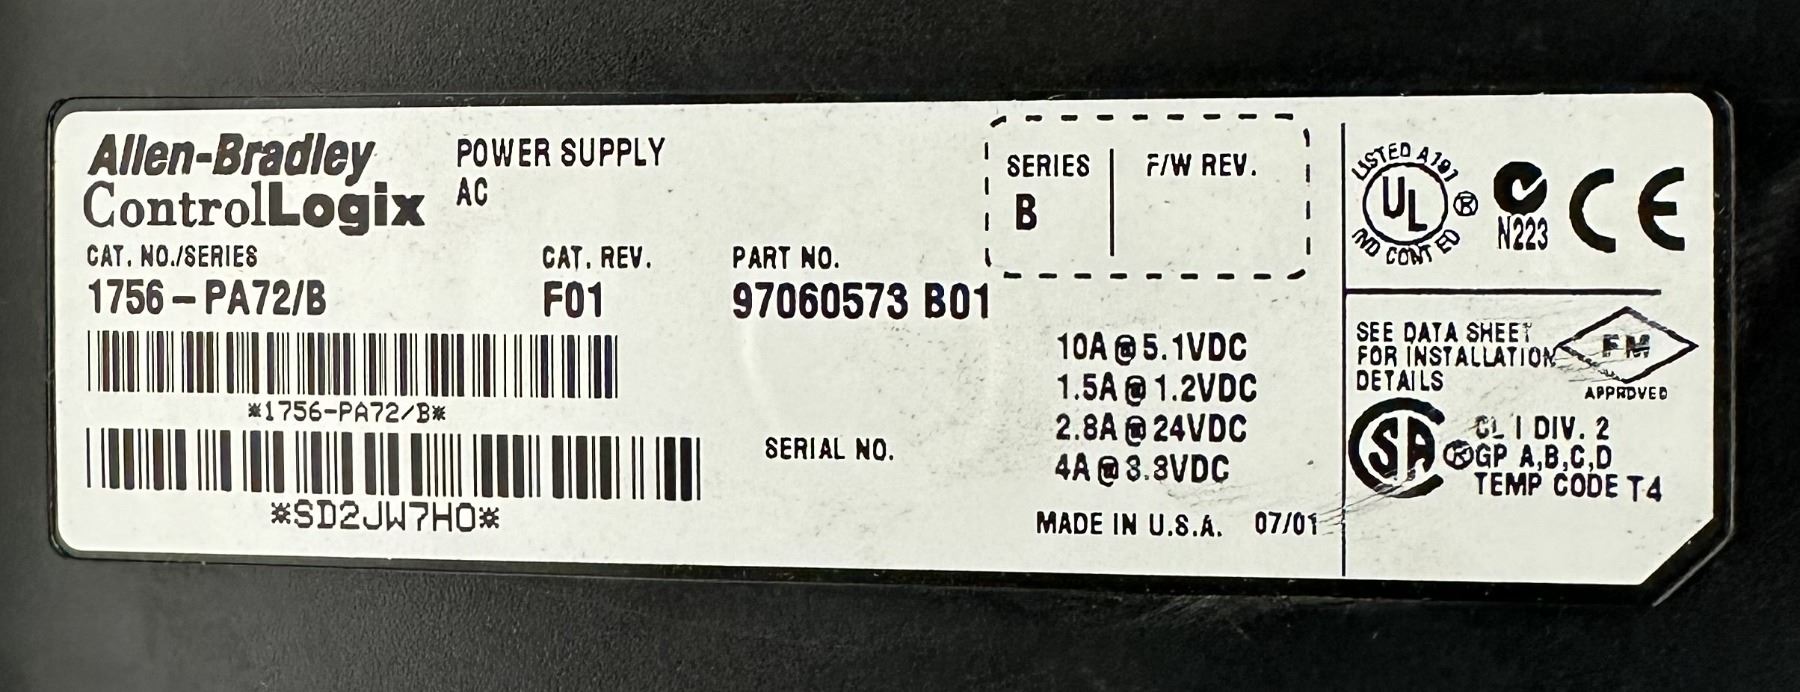 Allen-Bradley
ControlLogix
POWER SUPPLY
AC
CAT. NO./SERIES
1756-PA72/B
CAT. REV.
F01
PART NO.
97060573 B01
*1756-PA72/B*
*SD2JW7H0*
SERIAL NO.
SERIES
B
F/W REV.
10A@5.1VDC
1.5A@1.2VDC
2.8A@24VDC
4A@3.3VDC
MADE IN U.S.A. 07/01
LISTED A197
UL
®
IND CONT EQ
N223
CE
SEE DATA SHEET
FOR INSTALLATION
DETAILS
FM
APPROVED
SA
®
CL I DIV. 2
GP A,B,C,D
TEMP CODE T4